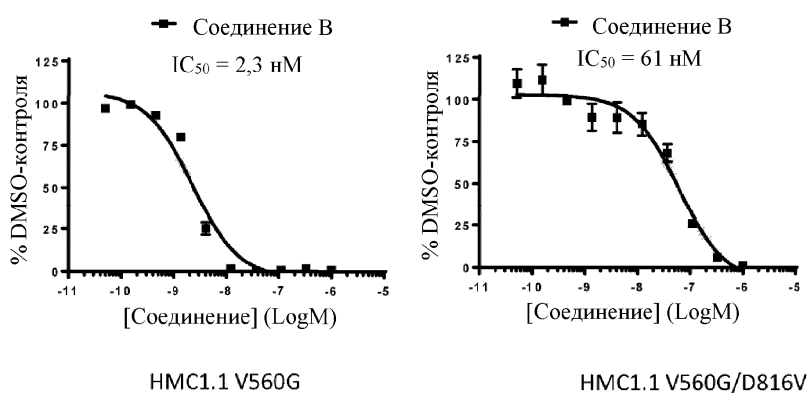 Соединение B
IC50 = 2,3 нМ
% DMSO-контроля
125
100
75
50
25
0
-11
-10
-9
-8
-7
-6
-5
[Соединение] (LogM)
HMC1.1 V560G
Соединение B
IC50 = 61 нМ
% DMSO-контроля
125
100
75
50
25
0
-11
-10
-9
-8
-7
-6
-5
[Соединение] (LogM)
HMC1.1 V560G/D816V